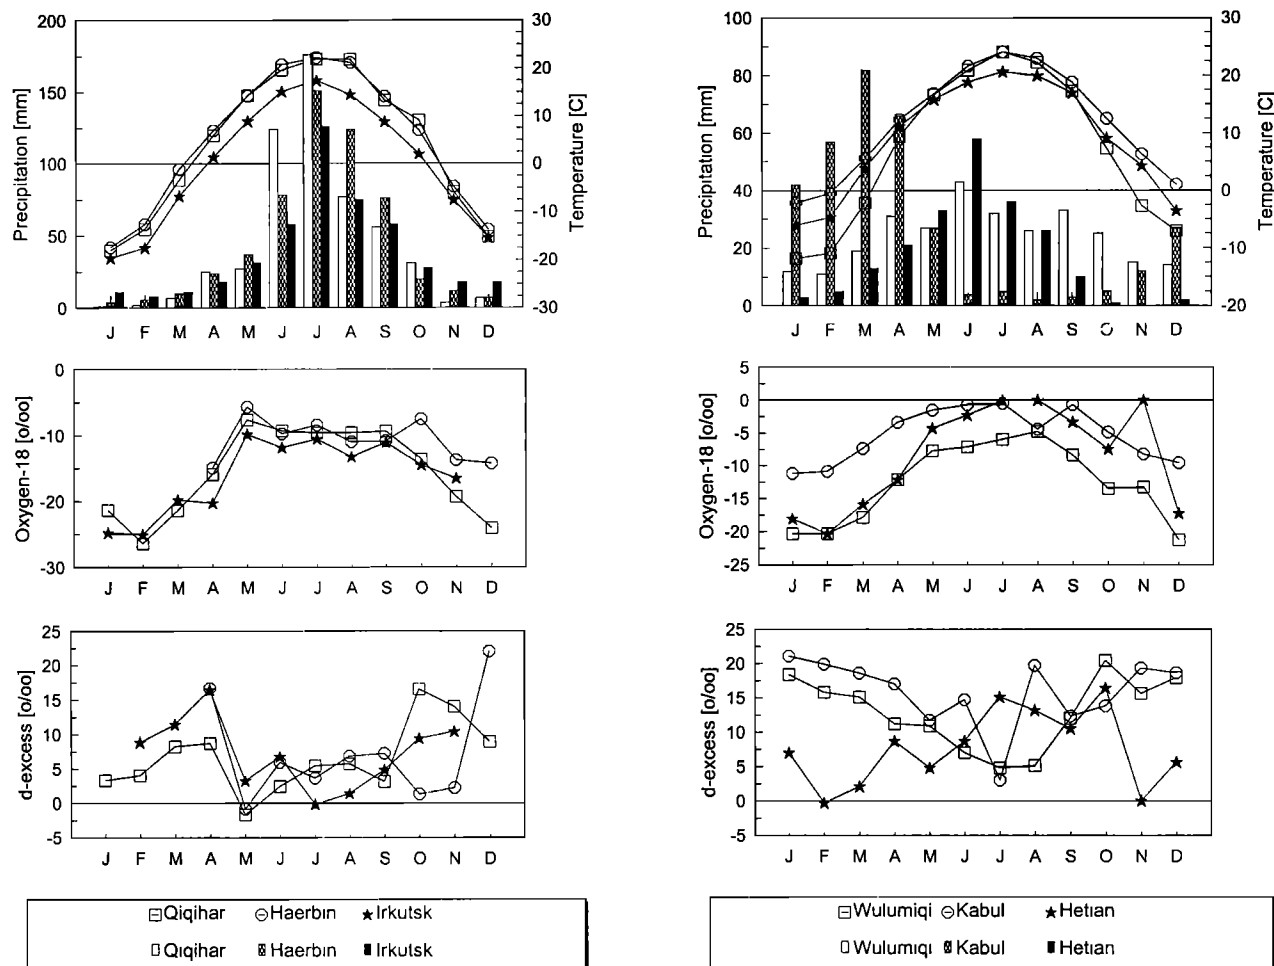 200
150
100
50
0
Precipitation [mm]
30
20
10
0
-10
-20
-30
Temperature [C]
J F M A M J J A S O N D
0
-10
-20
-30
Oxygen-18 [o/oo]
J F M A M J J A S O N D
25
20
15
10
5
0
-5
d-excess [o/oo]
J F M A M J J A S O N D
Qiqihar Haerbin Irkutsk
Qiqihar Haerbin Irkutsk
100
80
60
40
20
0
Precipitation [mm]
30
20
10
0
-10
-20
Temperature [C]
J F M A M J J A S O N D
5
0
-5
-10
-15
-20
-25
Oxygen-18 [o/oo]
J F M A M J J A S O N D
25
20
15
10
5
0
-5
d-excess [o/oo]
J F M A M J J A S O N D
Wulumiqi Kabul Hetian
Wulumiqi Kabul Hetian